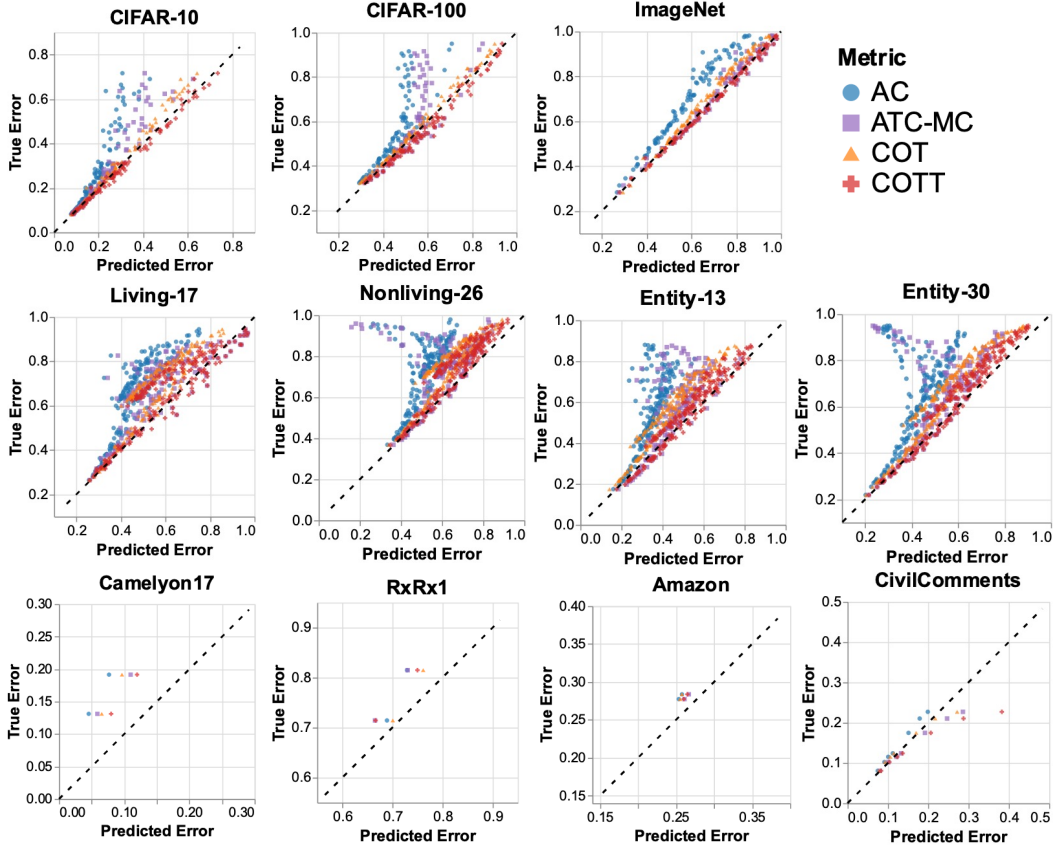 CIFAR-10
CIFAR-100
ImageNet
True Error
0.8
0.6
0.4
0.2
0.0
0.0 0.2 0.4 0.6 0.8
Predicted Error
True Error
1.0
0.8
0.6
0.4
0.2
0.2 0.4 0.6 0.8 1.0
Predicted Error
True Error
1.0
0.8
0.6
0.4
0.2
0.2 0.4 0.6 0.8 1.0
Predicted Error
Metric
AC
ATC-MC
COT
COTT
Living-17
Nonliving-26
Entity-13
Entity-30
True Error
1.0
0.8
0.6
0.4
0.2
0.2 0.4 0.6 0.8 1.0
Predicted Error
True Error
1.0
0.8
0.6
0.4
0.2
0.0
0.0 0.2 0.4 0.6 0.8 1.0
Predicted Error
True Error
1.0
0.8
0.6
0.4
0.2
0.0
0.0 0.2 0.4 0.6 0.8 1.0
Predicted Error
True Error
1.0
0.8
0.6
0.4
0.2
0.2 0.4 0.6 0.8 1.0
Predicted Error
Camelyon17
RxRx1
Amazon
CivilComments
True Error
0.30
0.25
0.20
0.15
0.10
0.05
0.00
0.00 0.10 0.20 0.30
Predicted Error
True Error
0.9
0.8
0.7
0.6
0.6 0.7 0.8 0.9
Predicted Error
True Error
0.40
0.35
0.30
0.25
0.20
0.15
0.15 0.25 0.35
Predicted Error
True Error
0.5
0.4
0.3
0.2
0.1
0.0
0.0 0.1 0.2 0.3 0.4 0.5
Predicted Error